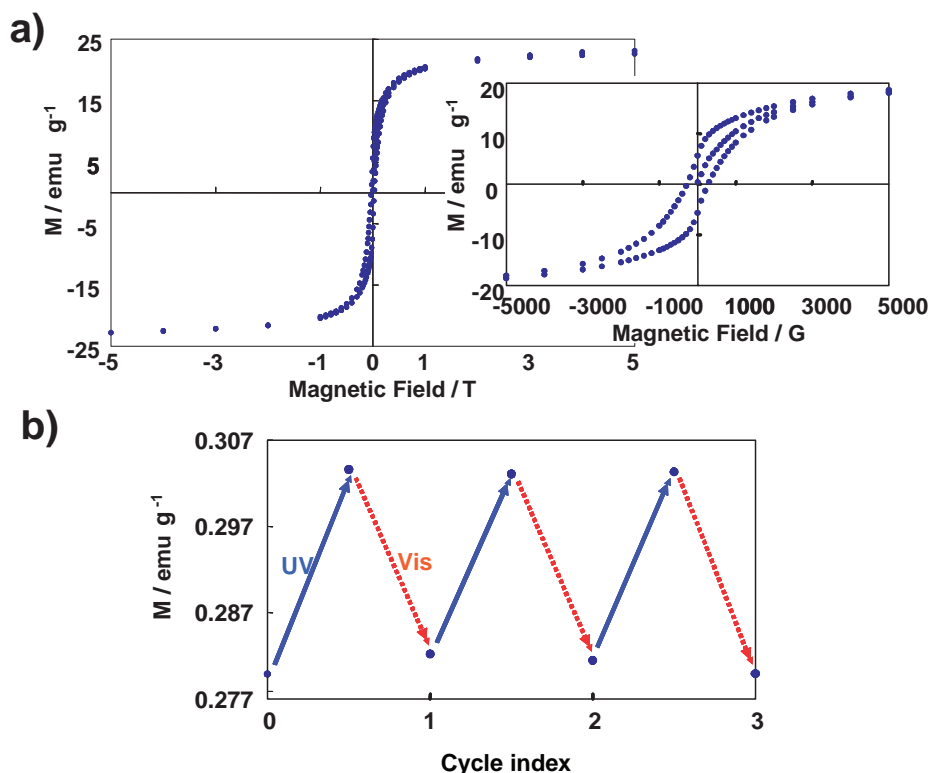 a)
25
15
5
0
-5
-15
-25
M / emu g-1
-5 -3 -1 0 1 3 5
Magnetic Field / T
20
10
0
-10
-20
M / emu g-1
-5000 -3000 -1000 1000 3000 5000
Magnetic Field / G
b)
0.307
0.297
0.287
0.277
M / emu g-1
UV
Vis
0 1 2 3
Cycle index